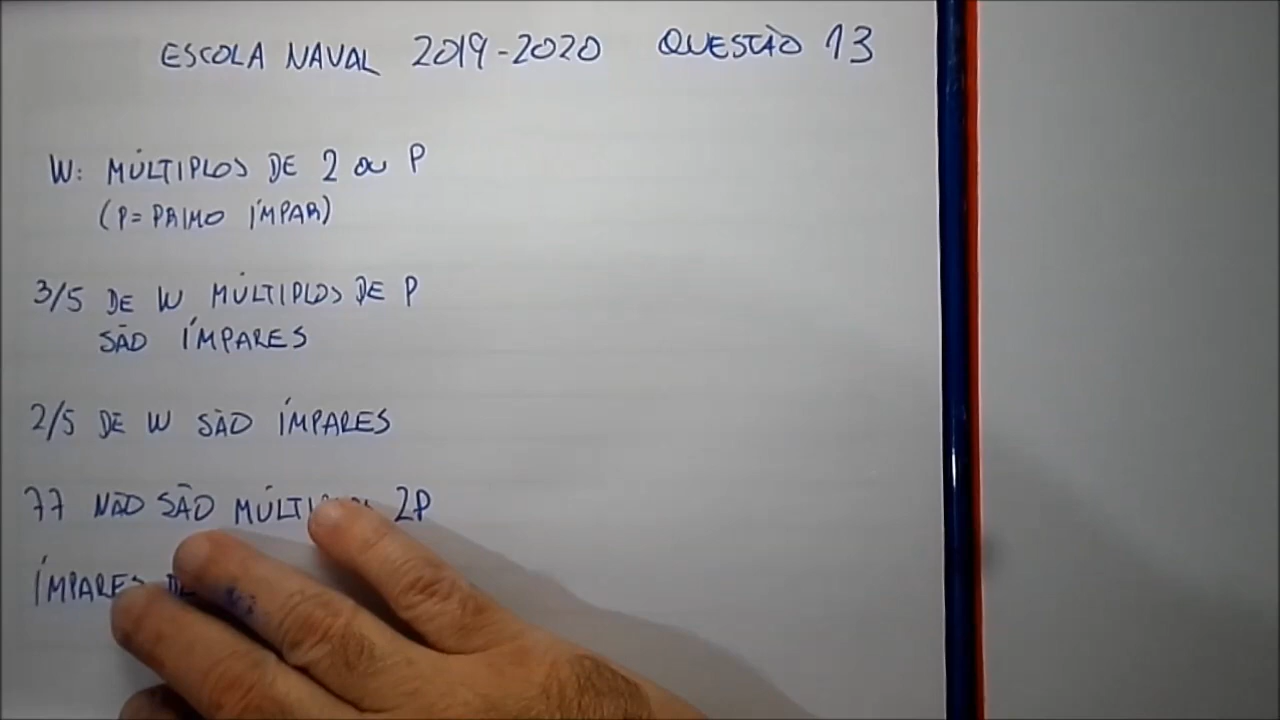 ESCOLA NAVAL 2019-2020 QUESTÃO 13
W: MÚLTIPLOS DE 2 OU P
(P=PRIMO ÍMPAR)
3/5 DE W MÚLTIPLOS DE P
SÃO ÍMPARES
2/5 DE W SÃO ÍMPARES
77 NÃO SÃO 2P
ÍMPARES